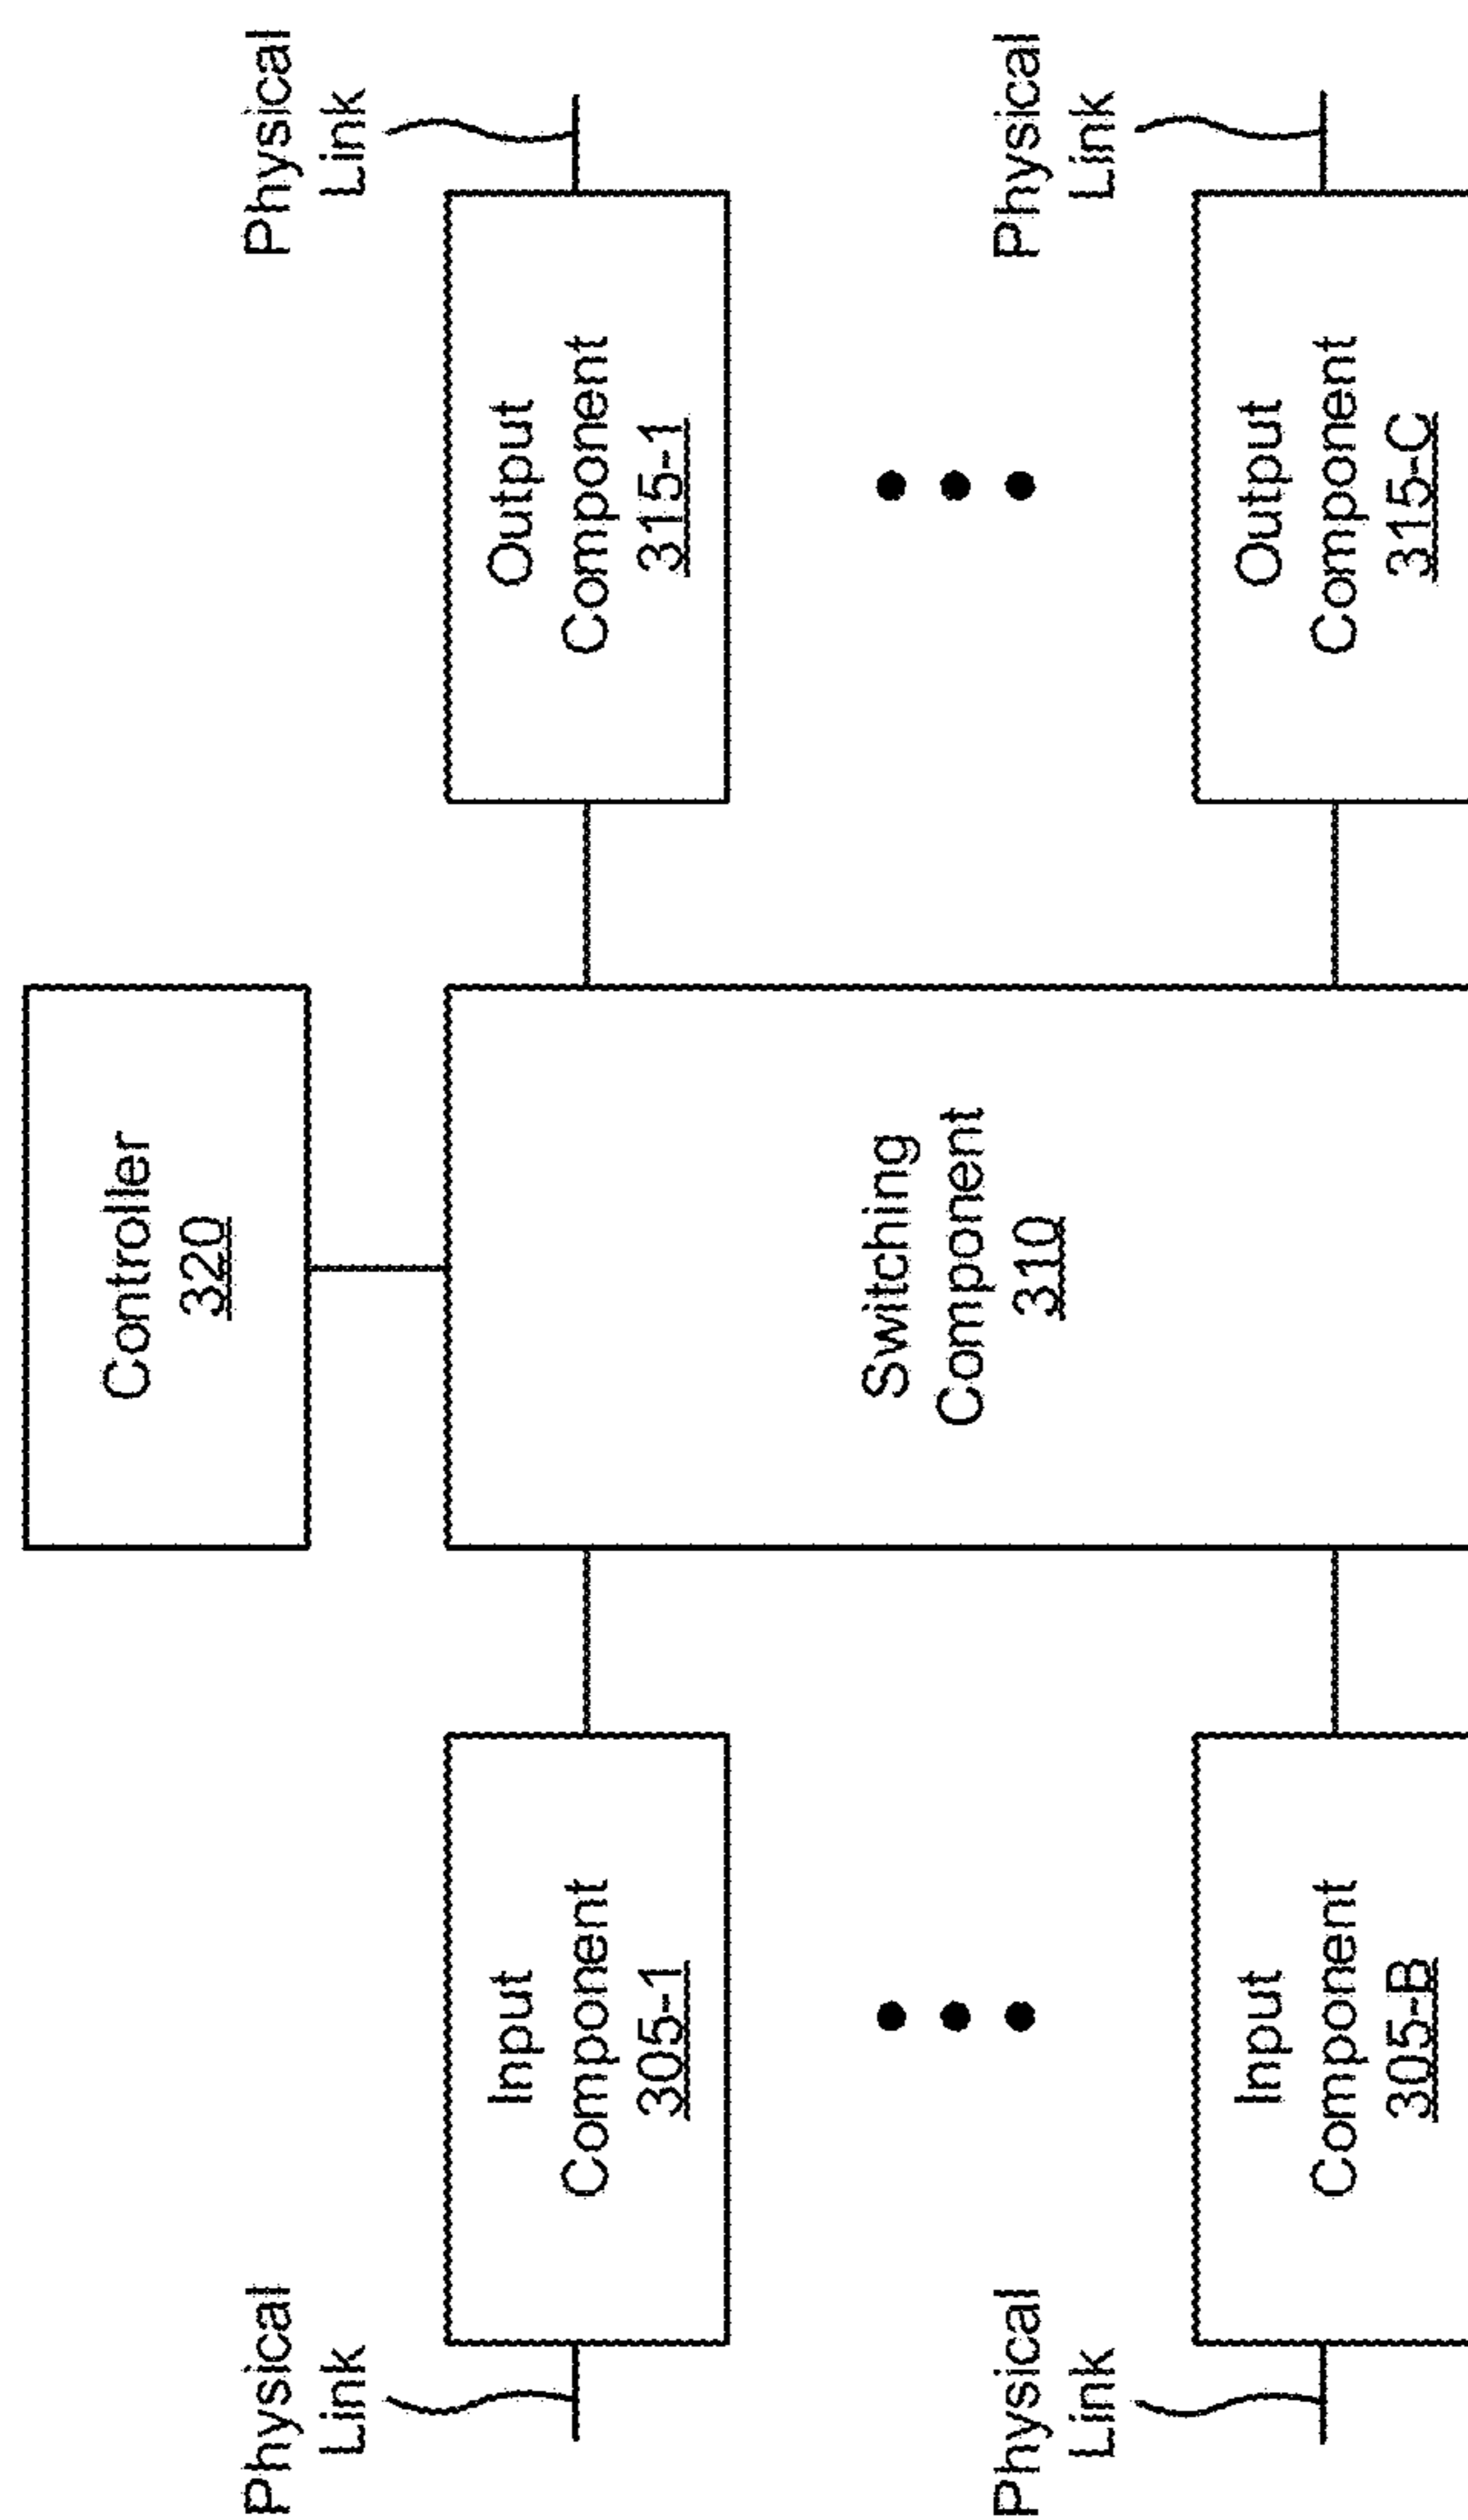 Controller
320
Physical
Link
Input
Component
305-1
Switching
Component
310
Output
Component
315-1
Physical
Link
Physical
Link
Input
Component
305-B
Output
Component
315-C
Physical
Link